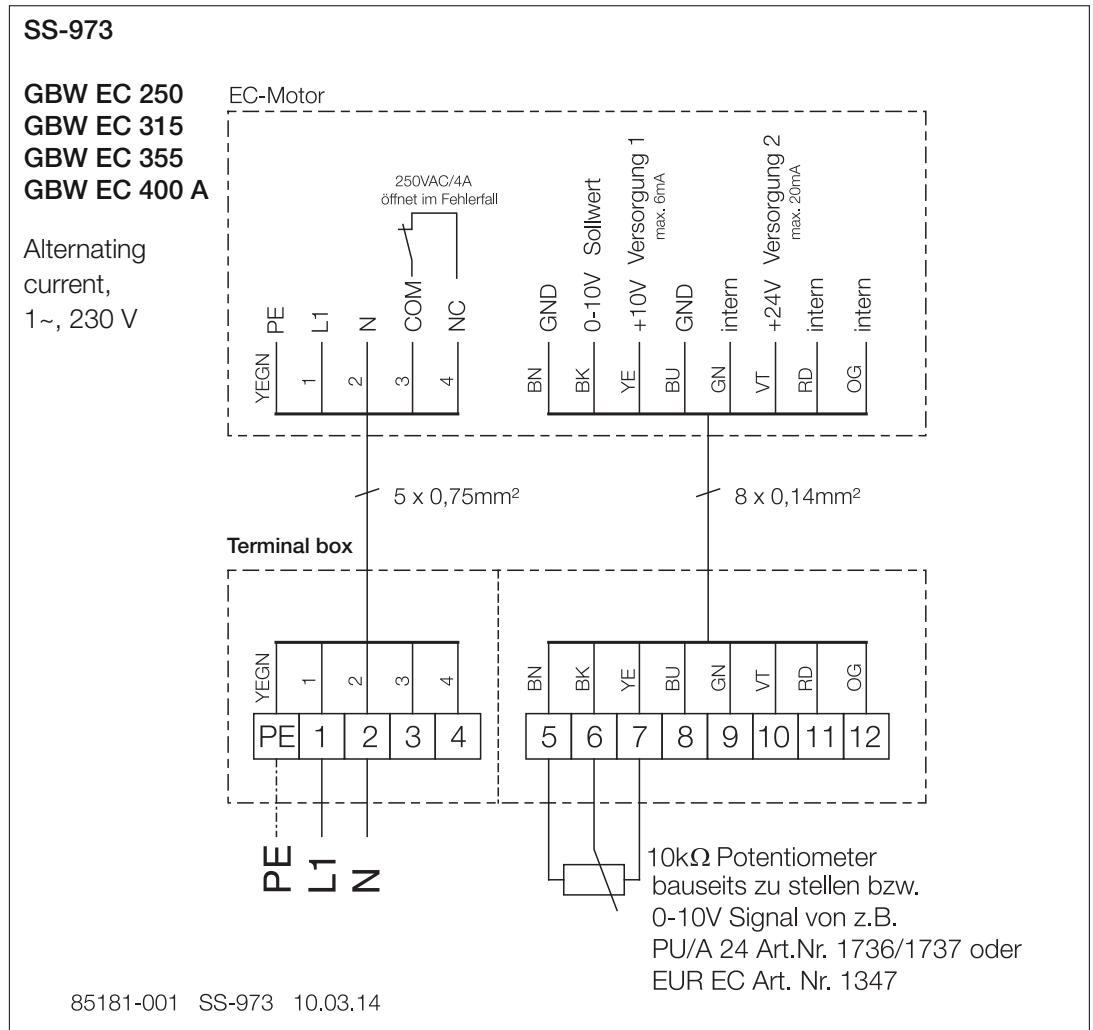 SS-973
GBW EC 250
GBW EC 315
GBW EC 355
GBW EC 400 A
Alternating
current,
1~, 230 V
EC-Motor
250VAC/4A
öffnet im Fehlerfall
PE
L1
N
COM
NC
GND
0-10V Sollwert
+10V Versorgung 1
max. 6mA
GND
intern
+24V Versorgung 2
max. 20mA
intern
intern
YEGN
1
2
3
4
BN
BK
YE
BU
GN
VT
RD
OG
5 x 0,75mm²
8 x 0,14mm²
Terminal box
YEGN
1
2
3
4
BN
BK
YE
BU
GN
VT
RD
OG
PE 1 2 3 4
5 6 7 8 9 10 11 12
PE
L1
N
10kΩ Potentiometer
bauseits zu stellen bzw.
0-10V Signal von z.B.
PU/A 24 Art.Nr. 1736/1737 oder
EUR EC Art. Nr. 1347
85181-001 SS-973 10.03.14